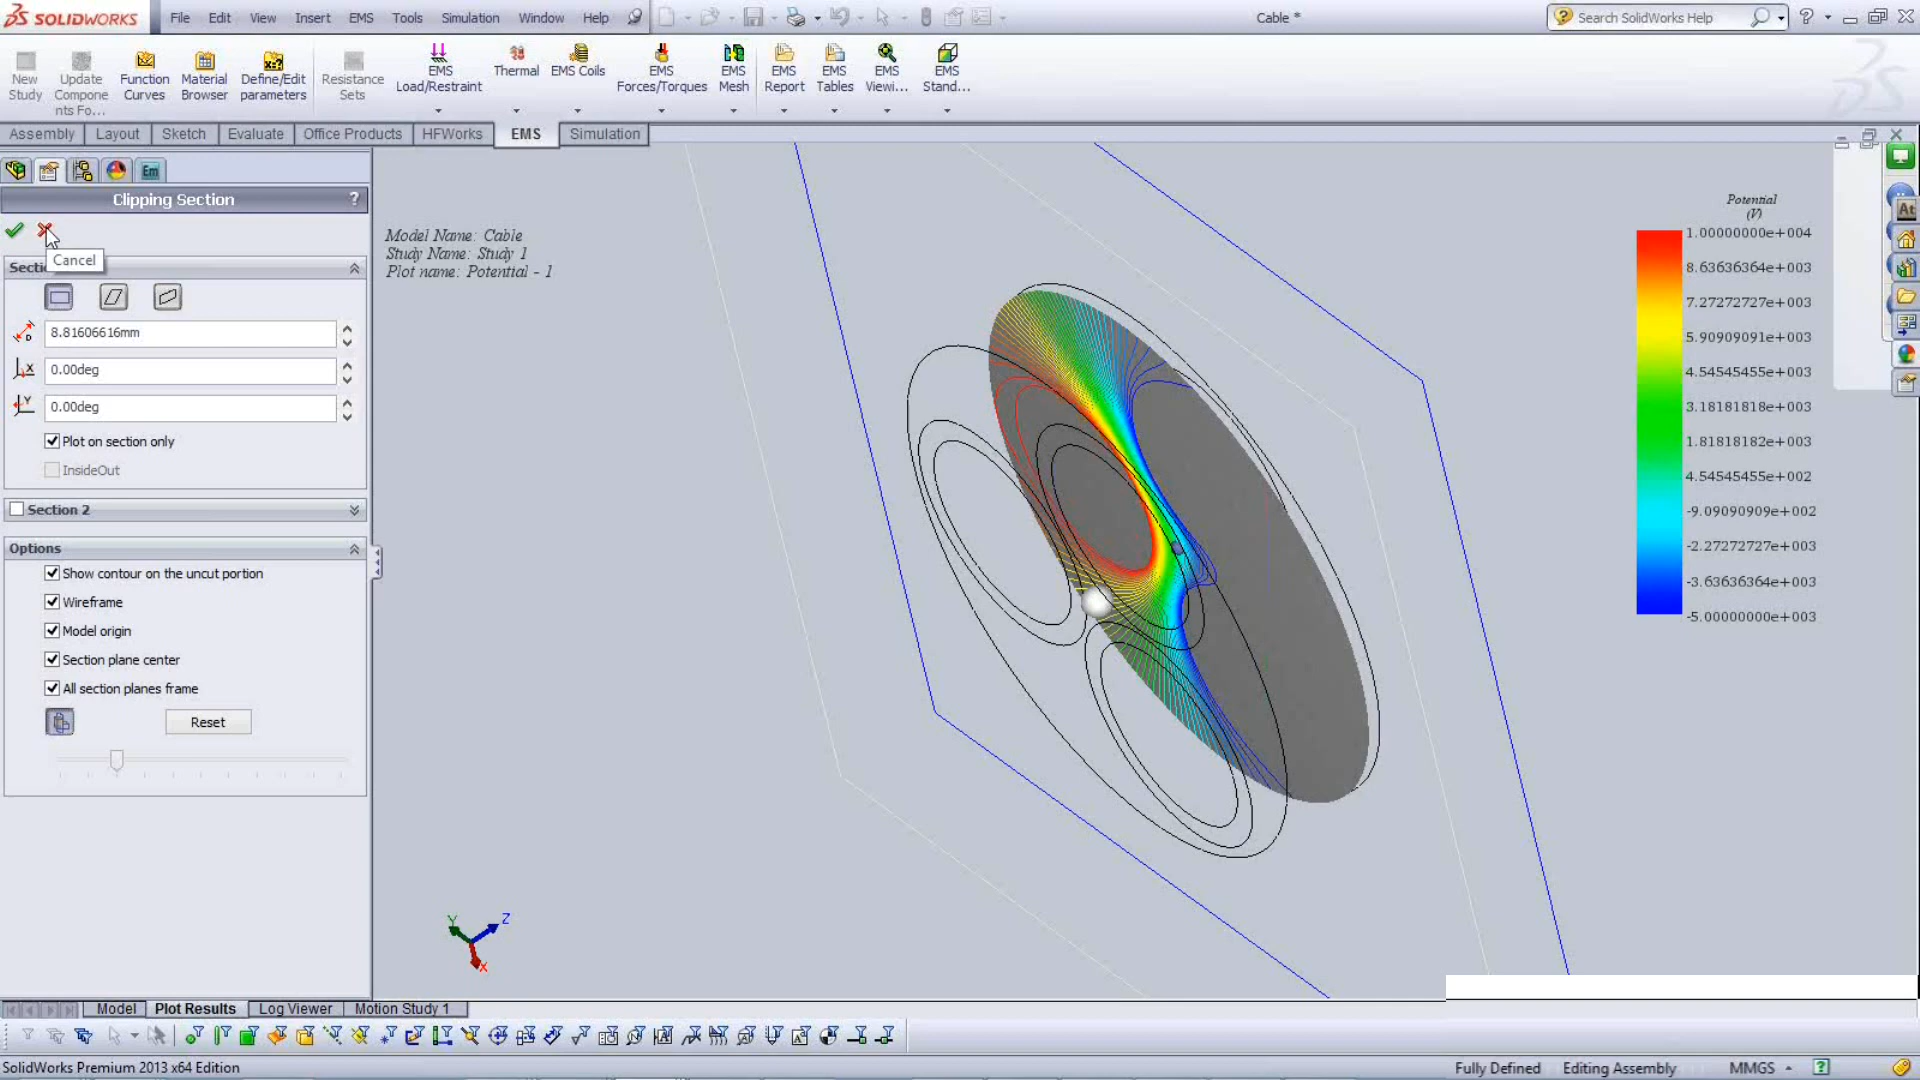 SOLIDWORKS
File Edit View Insert EMS Tools Simulation Window Help
Cable *
Search SolidWorks Help
New Study
Update Compone nts Fo...
Function Curves
Material Browser
Define/Edit parameters
Resistance Sets
EMS Load/Restraint
Thermal
EMS Coils
EMS Forces/Torques
EMS Mesh
EMS Report
EMS Tables
EMS Viewi...
EMS Stand...
Assembly Layout Sketch Evaluate Office Products HFWorks EMS Simulation
Clipping Section ?
Cancel
Secti
8.81606616mm
0.00deg
0.00deg
Plot on section only
InsideOut
Section 2
Options
Show contour on the uncut portion
Wireframe
Model origin
Section plane center
All section planes frame
Reset
Model Name: Cable
Study Name: Study 1
Plot name: Potential - 1
Potential
(V)
1.00000000e+004
8.63636364e+003
7.27272727e+003
5.90909091e+003
4.54545455e+003
3.18181818e+003
1.81818182e+003
4.54545455e+002
-9.09090909e+002
-2.27272727e+003
-3.63636364e+003
-5.00000000e+003
Y
Z
X
Model Plot Results Log Viewer Motion Study 1
SolidWorks Premium 2013 x64 Edition
Fully Defined Editing Assembly MMGS